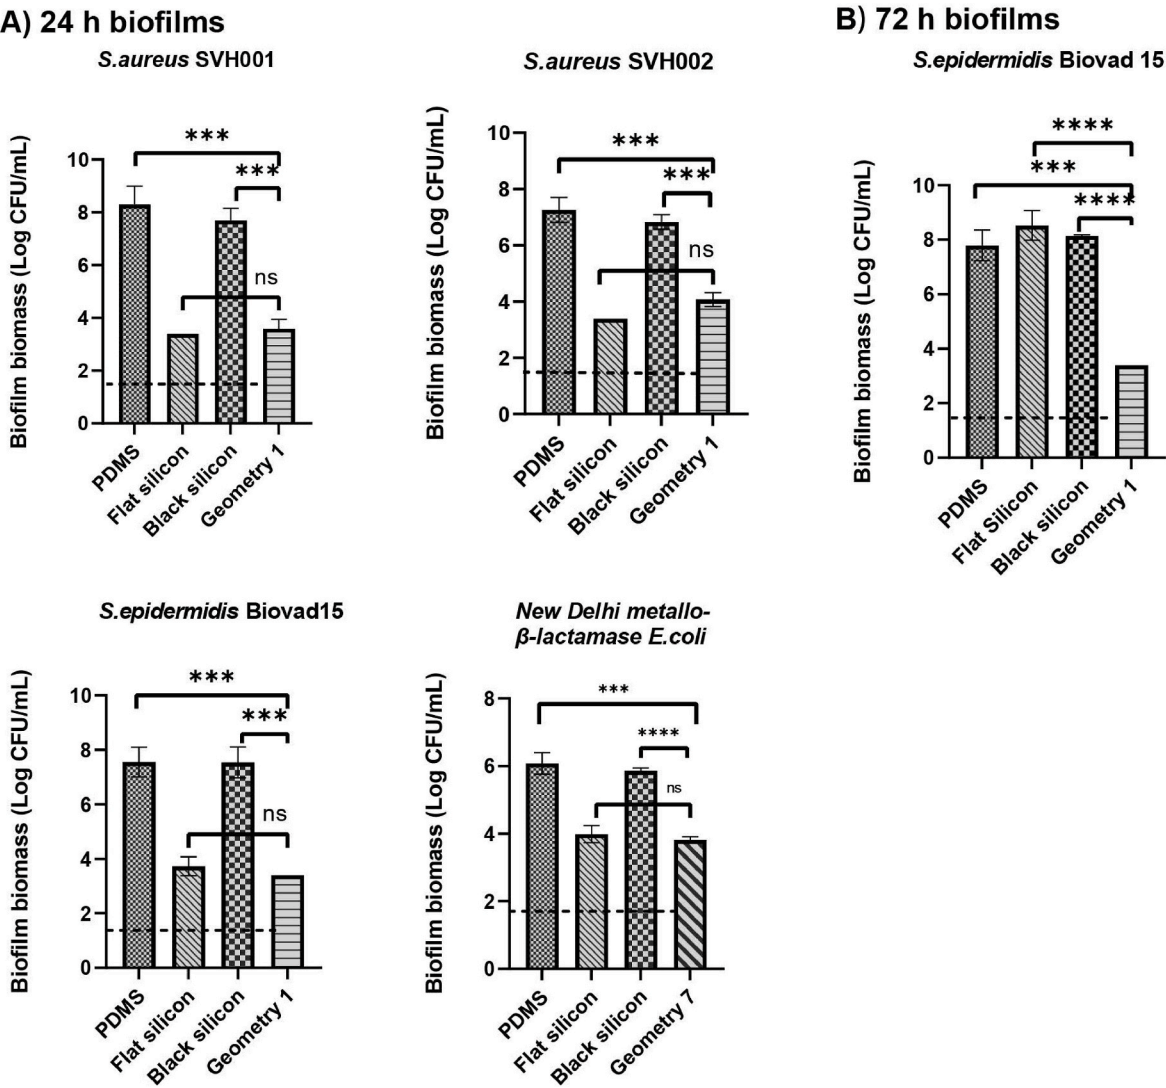 A) 24 h biofilms
S.aureus SVH001
Biofilm biomass (Log CFU/mL)
10
8
6
4
2
0
***
***
ns
PDMS
Flat silicon
Black silicon
Geometry 1
S.aureus SVH002
Biofilm biomass (Log CFU/mL)
10
8
6
4
2
0
***
***
ns
PDMS
Flat silicon
Black silicon
Geometry 1
B) 72 h biofilms
S.epidermidis Biovad 15
Biofilm biomass (Log CFU/mL)
10
8
6
4
2
0
****
***
****
PDMS
Flat Silicon
Black silicon
Geometry 1
S.epidermidis Biovad15
Biofilm biomass (Log CFU/mL)
10
8
6
4
2
0
***
***
ns
PDMS
Flat silicon
Black silicon
Geometry 1
New Delhi metallo-
β-lactamase E.coli
Biofilm biomass (Log CFU/mL)
8
6
4
2
0
***
****
ns
PDMS
Flat silicon
Black silicon
Geometry 7